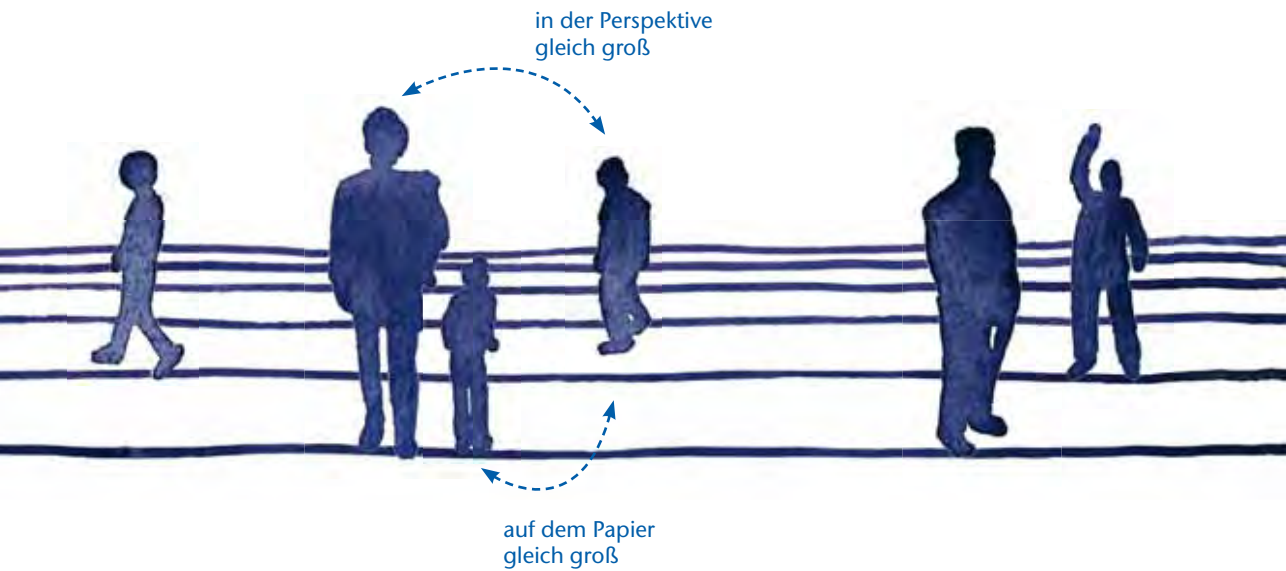 in der Perspektive
gleich groß
auf dem Papier
gleich groß